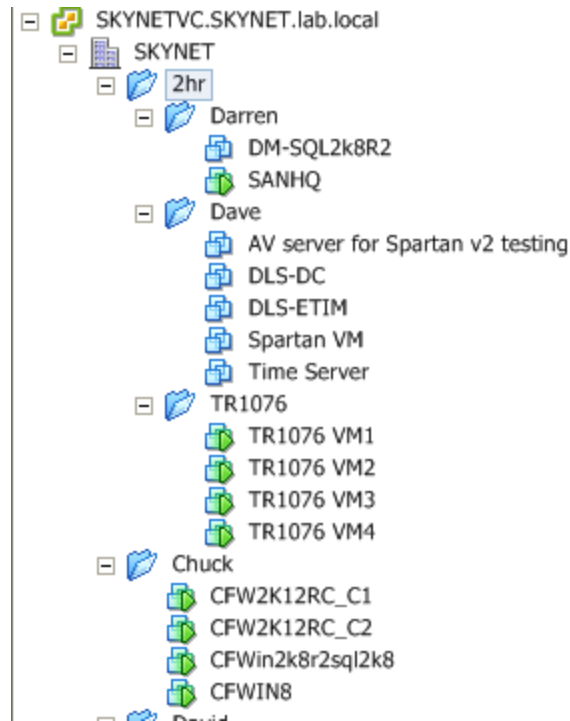 SKYNETVC.SKYNET.lab.local
SKYNET
2hr
Darren
DM-SQL2k8R2
SANHQ
Dave
AV server for Spartan v2 testing
DLS-DC
DLS-ETIM
Spartan VM
Time Server
TR1076
TR1076 VM1
TR1076 VM2
TR1076 VM3
TR1076 VM4
Chuck
CFW2K12RC_C1
CFW2K12RC_C2
CFWin2k8r2sql2k8
CFWIN8
David